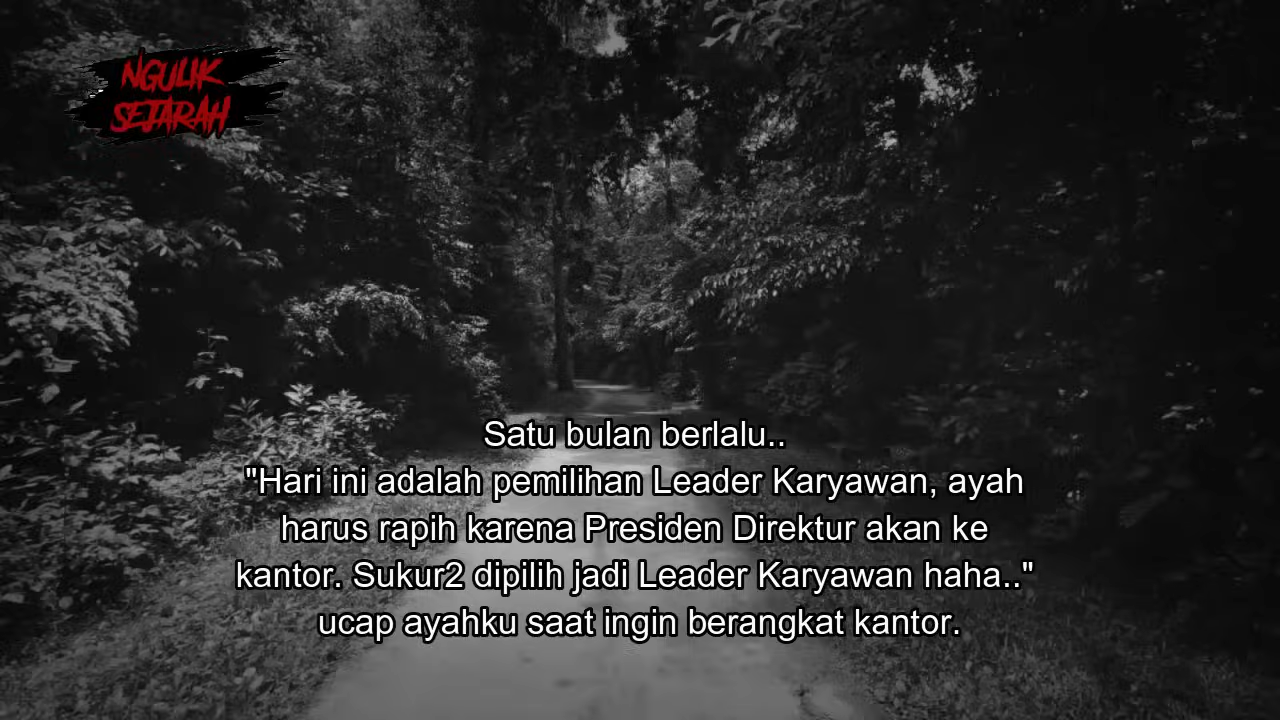 NGULIK
SEJARAH
Satu bulan berlalu..
"Hari ini adalah pemilihan Leader Karyawan, ayah
harus rapih karena Presiden Direktur akan ke
kantor. Sukur2 dipilih jadi Leader Karyawan haha.."
ucap ayahku saat ingin berangkat kantor.